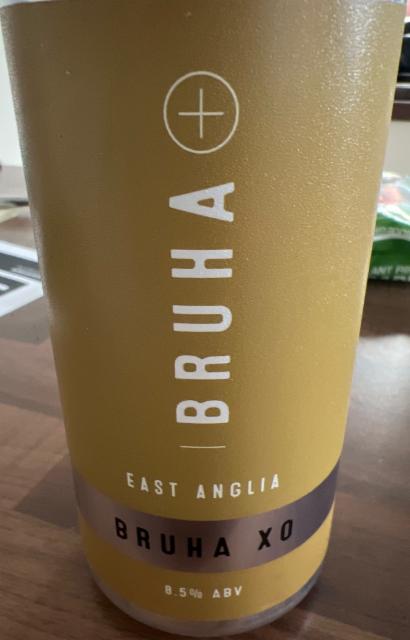 BRUHA
EAST ANGLIA
BRUHA XO
8.5% ABV